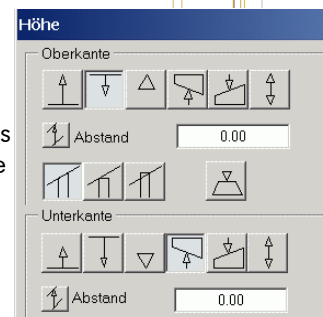 Höhe
Oberkante
Abstand 0.00
s
e
Unterkante
Abstand 0.00